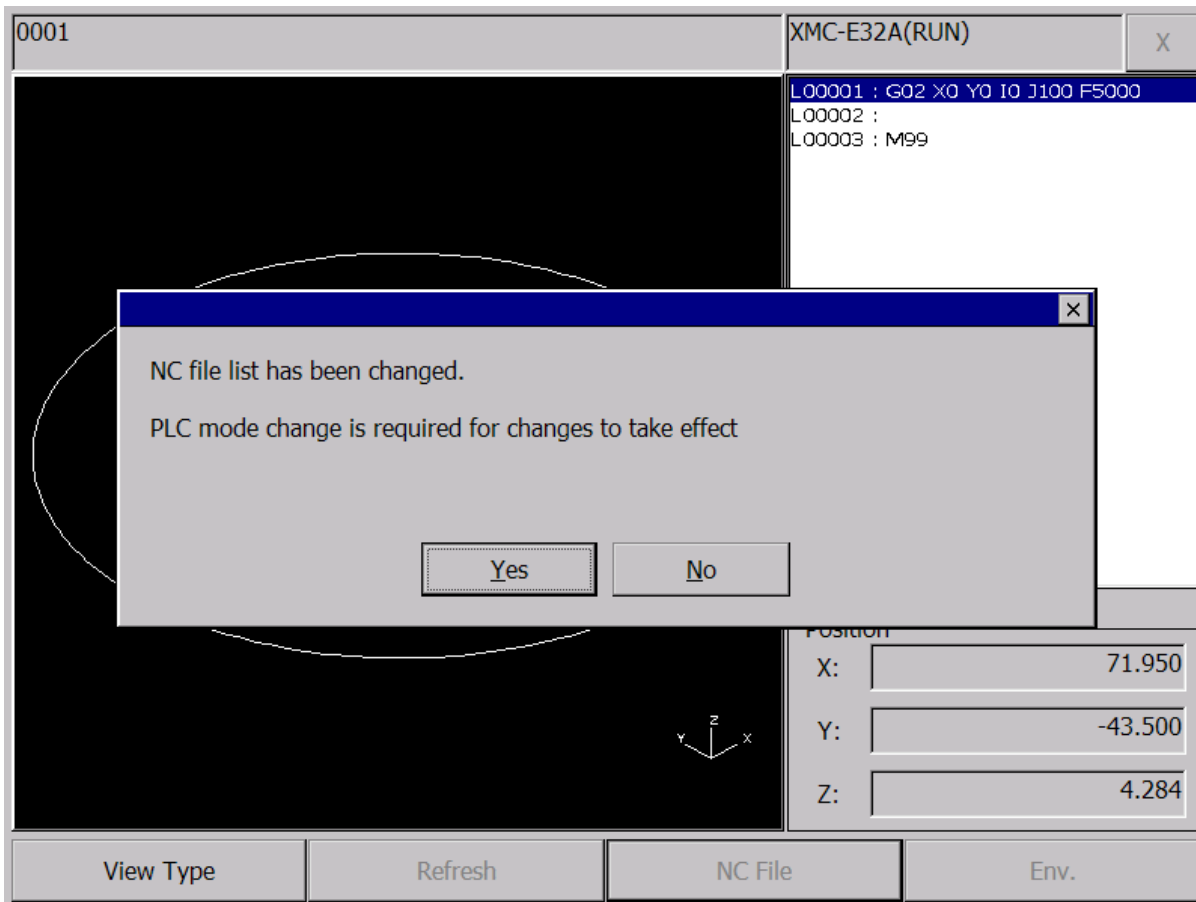 0001
XMC-E32A(RUN)
X
L00001 : G02 X0 Y0 I0 J100 F5000
L00002 :
L00003 : M99
NC file list has been changed.
PLC mode change is required for changes to take effect
Yes
No
Position
X: 71.950
Y: -43.500
Z: 4.284
Z
Y
X
View Type
Refresh
NC File
Env.